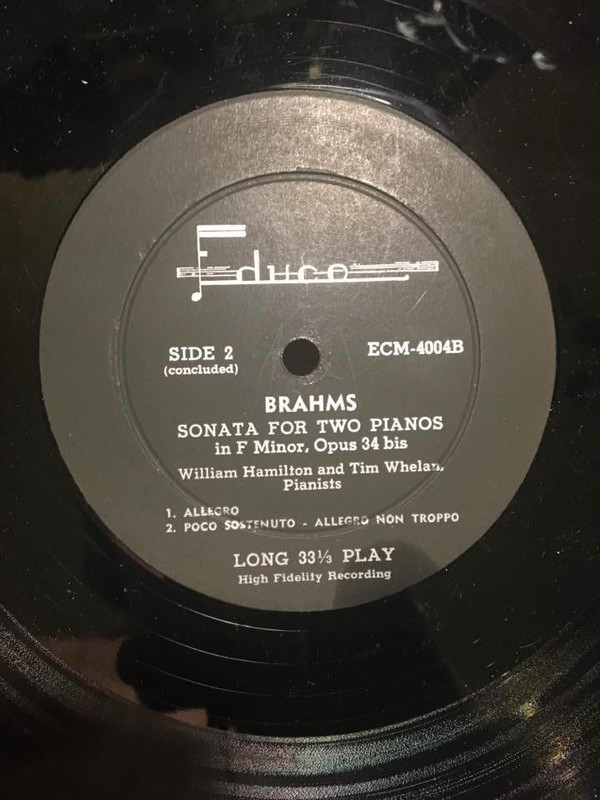 Educo
SIDE 2
(concluded)
ECM-4004B
BRAHMS
SONATA FOR TWO PIANOS
in F Minor, Opus 34 bis
William Hamilton and Tim Whelan,
Pianists
1. ALLEGRO
2. POCO SOSTENUTO - ALLEGRO NON TROPPO
LONG 33⅓ PLAY
High Fidelity Recording